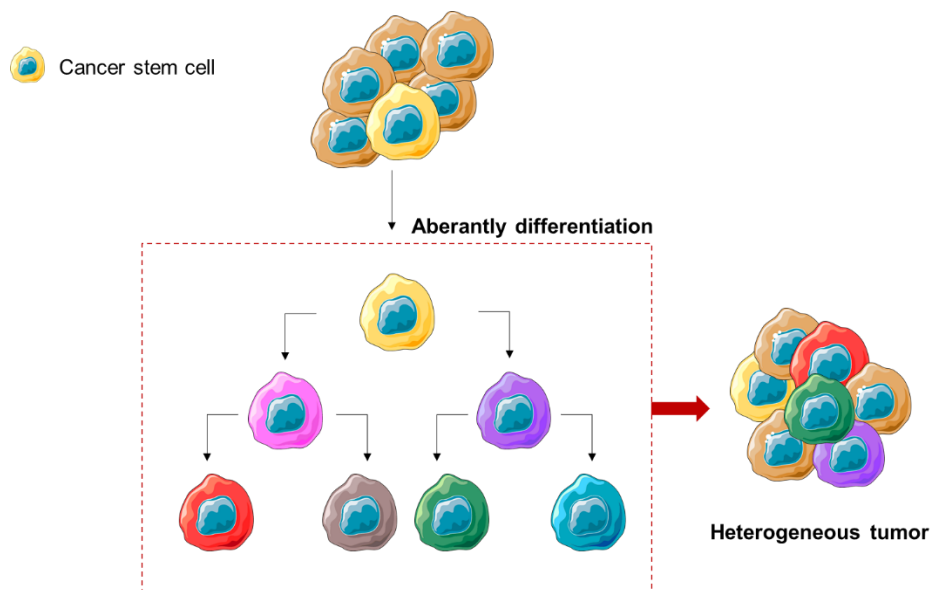 Cancer stem cell
Aberantly differentiation
Heterogeneous tumor